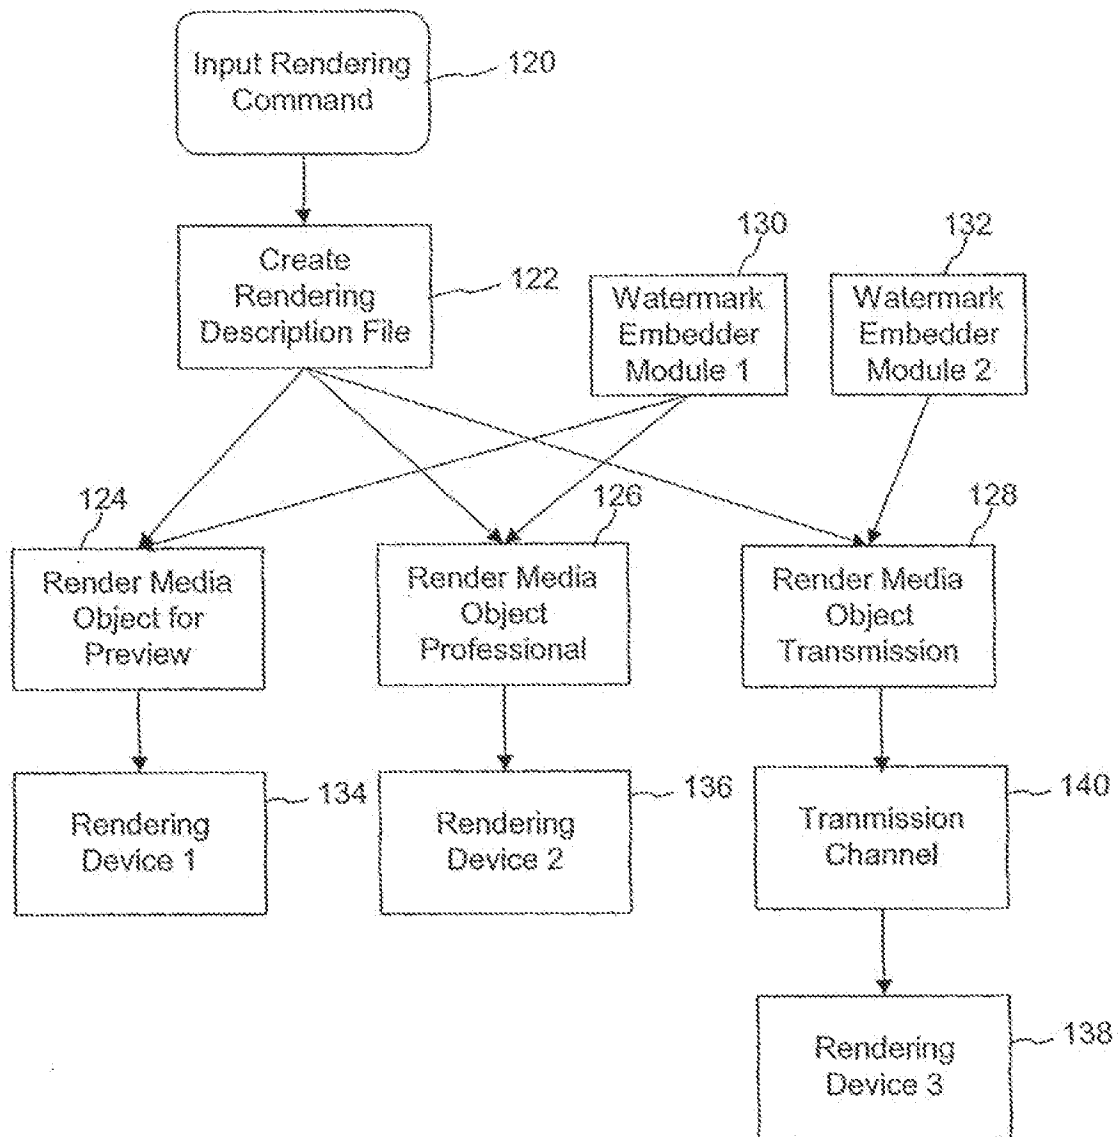 Input Rendering
Command
120
Create
Rendering
Description File
122
130
Watermark
Embedder
Module 1
132
Watermark
Embedder
Module 2
124
Render Media
Object for
Preview
126
Render Media
Object
Professional
128
Render Media
Object
Transmission
Rendering
Device 1
134
Rendering
Device 2
136
Tranmission
Channel
140
Rendering
Device 3
138